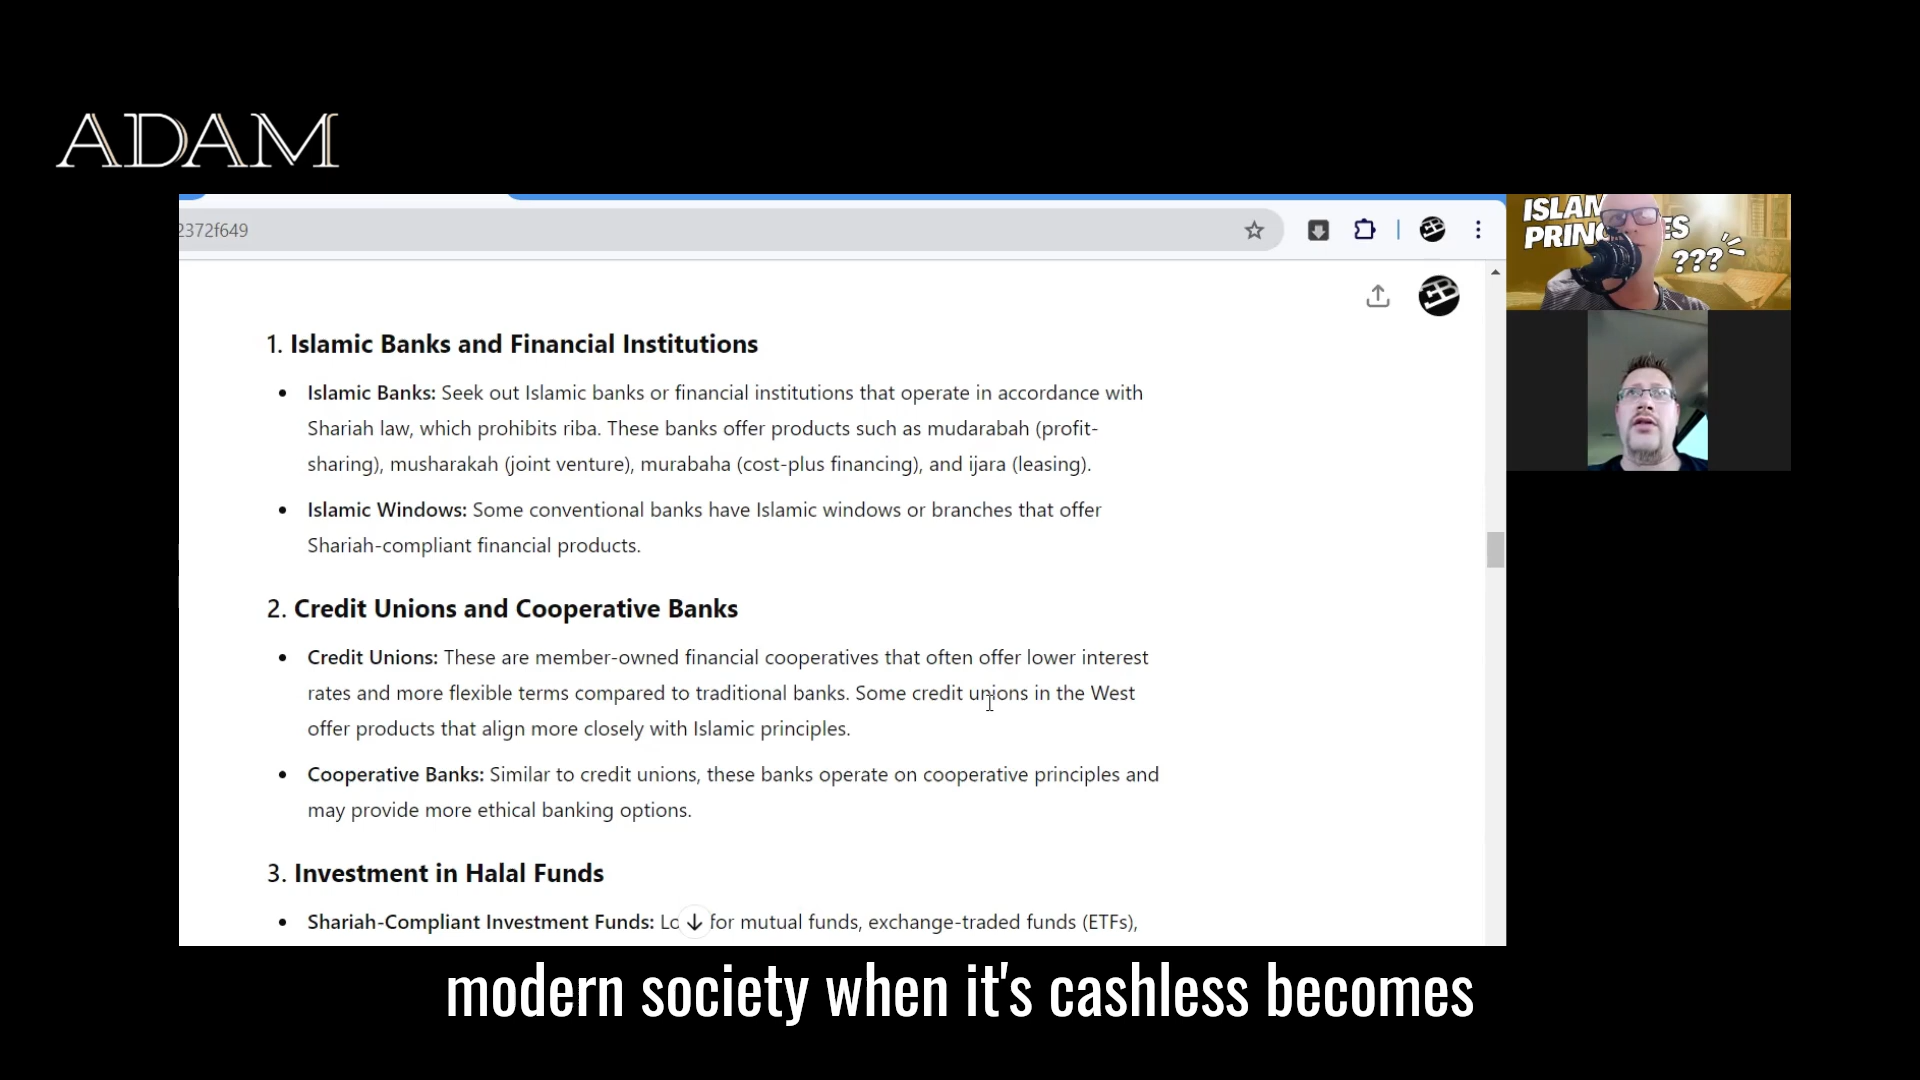 ADAM
2372f649
ISLAM
PRINC ES
???
1. Islamic Banks and Financial Institutions
Islamic Banks: Seek out Islamic banks or financial institutions that operate in accordance with
Shariah law, which prohibits riba. These banks offer products such as mudarabah (profit-
sharing), musharakah (joint venture), murabaha (cost-plus financing), and ijara (leasing).
Islamic Windows: Some conventional banks have Islamic windows or branches that offer
Shariah-compliant financial products.
2. Credit Unions and Cooperative Banks
Credit Unions: These are member-owned financial cooperatives that often offer lower interest
rates and more flexible terms compared to traditional banks. Some credit unions in the West
offer products that align more closely with Islamic principles.
Cooperative Banks: Similar to credit unions, these banks operate on cooperative principles and
may provide more ethical banking options.
3. Investment in Halal Funds
Shariah-Compliant Investment Funds: Lo for mutual funds, exchange-traded funds (ETFs),
modern society when it's cashless becomes